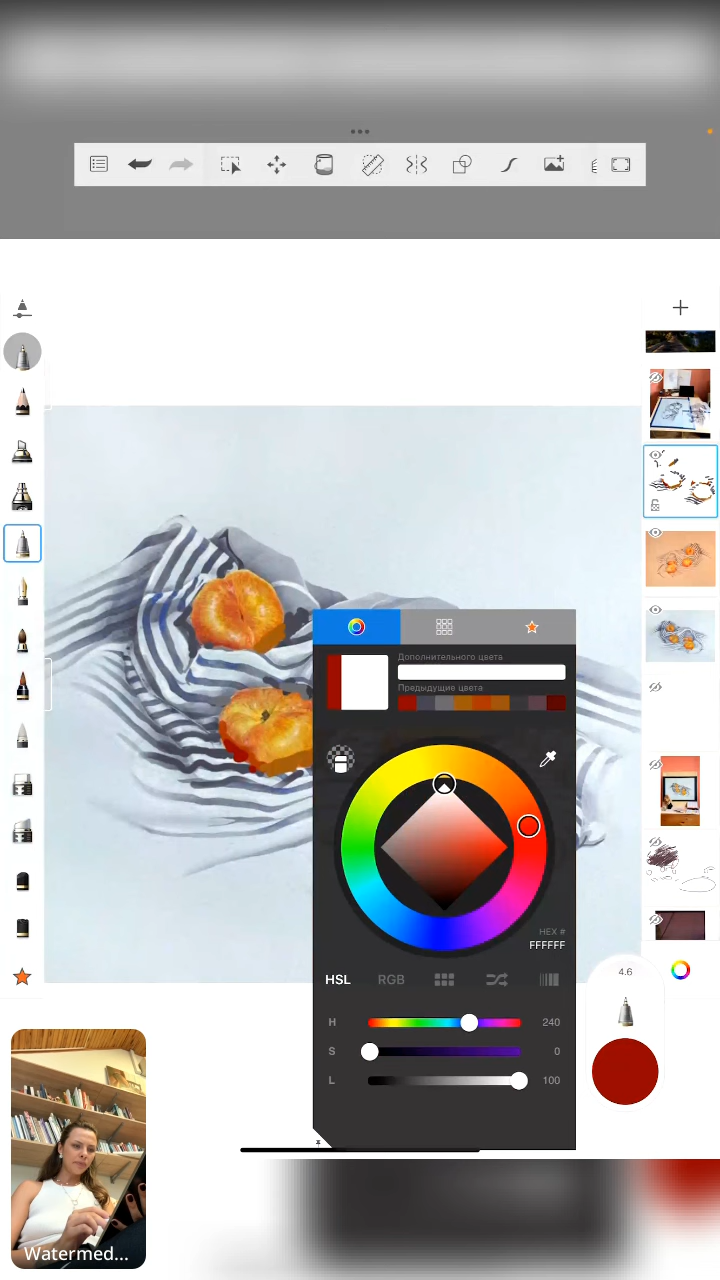 Дополнительного цвета
Предыдущие цвета
HEX #
FFFFFF
HSL
RGB
H
240
S
0
L
100
4.6
Watermed...